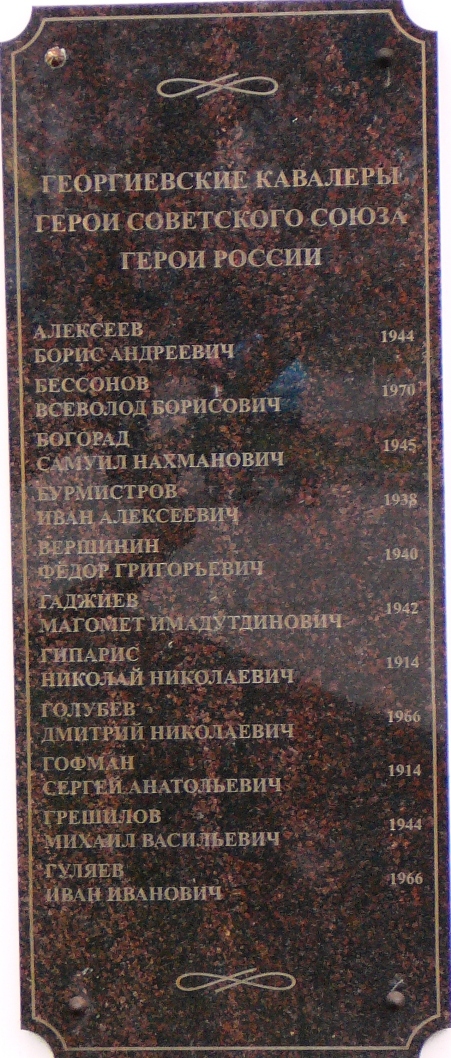 ГЕОРГИЕВСКИЕ КАВАЛЕРЫ
ГЕРОИ СОВЕТСКОГО СОЮЗА
ГЕРОИ РОССИИ
АЛЕКСЕЕВ
БОРИС АНДРЕЕВИЧ 1944
БЕССОНОВ
ВСЕВОЛОД БОРИСОВИЧ 1970
БОГОРАД
САМУИЛ НАХМАНОВИЧ 1945
БУРМИСТРОВ
ИВАН АЛЕКСЕЕВИЧ 1938
ВЕРШИНИН
ФЁДОР ГРИГОРЬЕВИЧ 1940
ГАДЖИЕВ
МАГОМЕТ ИМАДУТДИНОВИЧ 1942
ГИПАРИС
НИКОЛАЙ НИКОЛАЕВИЧ 1914
ГОЛУБЕВ
ДМИТРИЙ НИКОЛАЕВИЧ 1966
ГОФМАН
СЕРГЕЙ АНАТОЛЬЕВИЧ 1914
ГРЕШИЛОВ
МИХАИЛ ВАСИЛЬЕВИЧ 1944
ГУЛЯЕВ
ИВАН ИВАНОВИЧ 1966